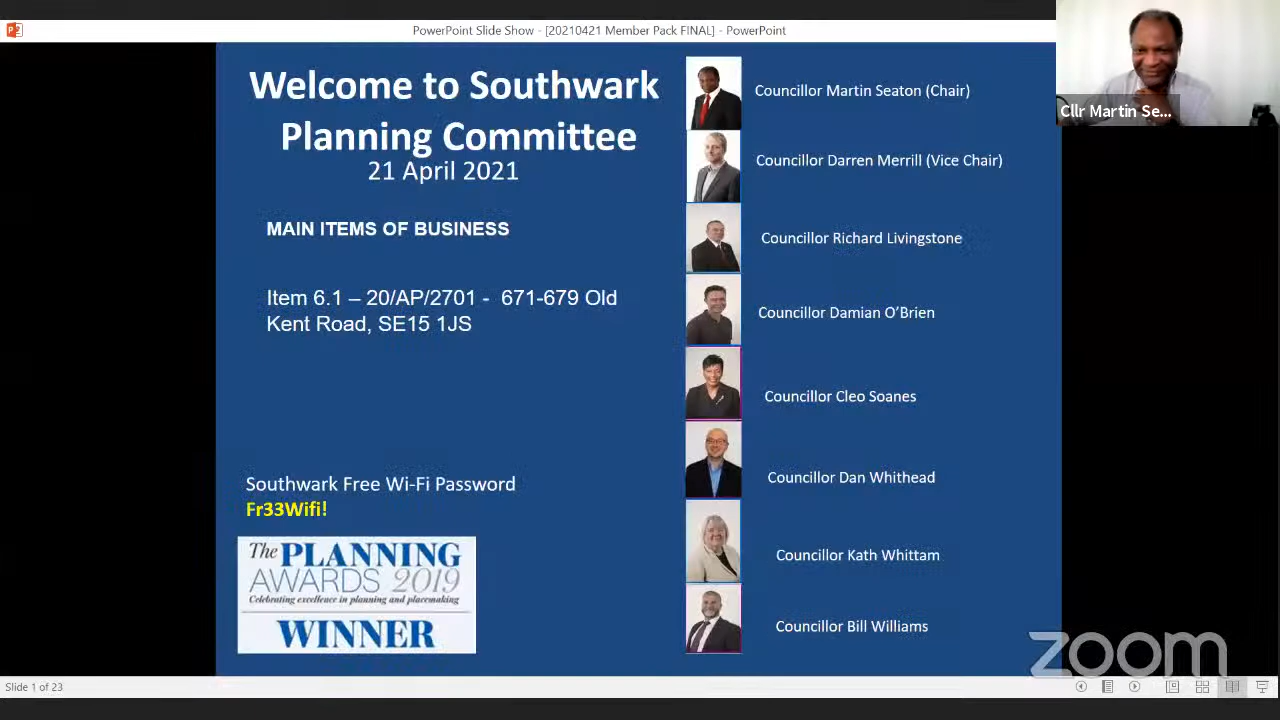 PowerPoint Slide Show - [20210421 Member Pack FINAL] - PowerPoint
Welcome to Southwark
Planning Committee
21 April 2021
MAIN ITEMS OF BUSINESS
Item 6.1 – 20/AP/2701 - 671-679 Old
Kent Road, SE15 1JS
Southwark Free Wi-Fi Password
Fr33Wifi!
The PLANNING
AWARDS 2019
Celebrating excellence in planning and placemaking
WINNER
Councillor Martin Seaton (Chair)
Councillor Darren Merrill (Vice Chair)
Councillor Richard Livingstone
Councillor Damian O’Brien
Councillor Cleo Soanes
Councillor Dan Whithead
Councillor Kath Whittam
Councillor Bill Williams
Cllr Martin Se...
zoom
Slide 1 of 23